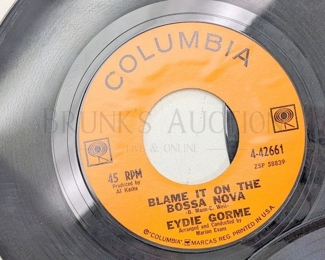 COLUMBIA
BRUNK'S AUCTION
LIVE & ONLINE
4-42661
ZSP 58839
45 RPM
Produced by
Al Kasha
BLAME IT ON THE
BOSSA NOVA
-B. Mann-C. Weil-
EYDIE GORME
Arranged and Conducted by
Marion Evans
"COLUMBIA" MARCAS REG. PRINTED IN U.S.A.